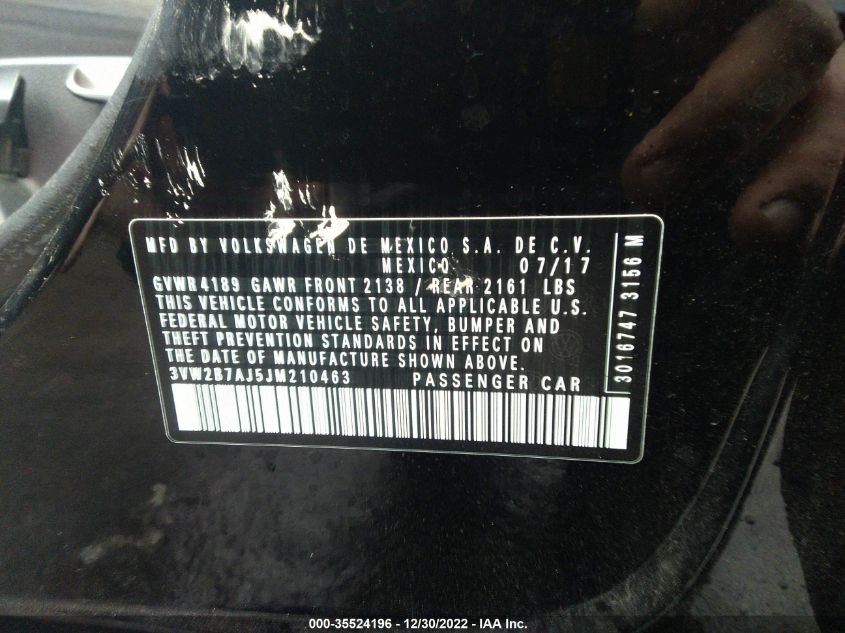 MFD BY VOLKSWAGEN DE MEXICO S.A. DE C.V.
MEXICO 07/17
GVWR 4189 GAWR FRONT 2138 / REAR 2161 LBS
THIS VEHICLE CONFORMS TO ALL APPLICABLE U.S.
FEDERAL MOTOR VEHICLE SAFETY, BUMPER AND
THEFT PREVENTION STANDARDS IN EFFECT ON
THE DATE OF MANUFACTURE SHOWN ABOVE.
3VW2B7AJ5JM210463 PASSENGER CAR
3016747 3156 M
000-35524196 - 12/30/2022 - IAA Inc.